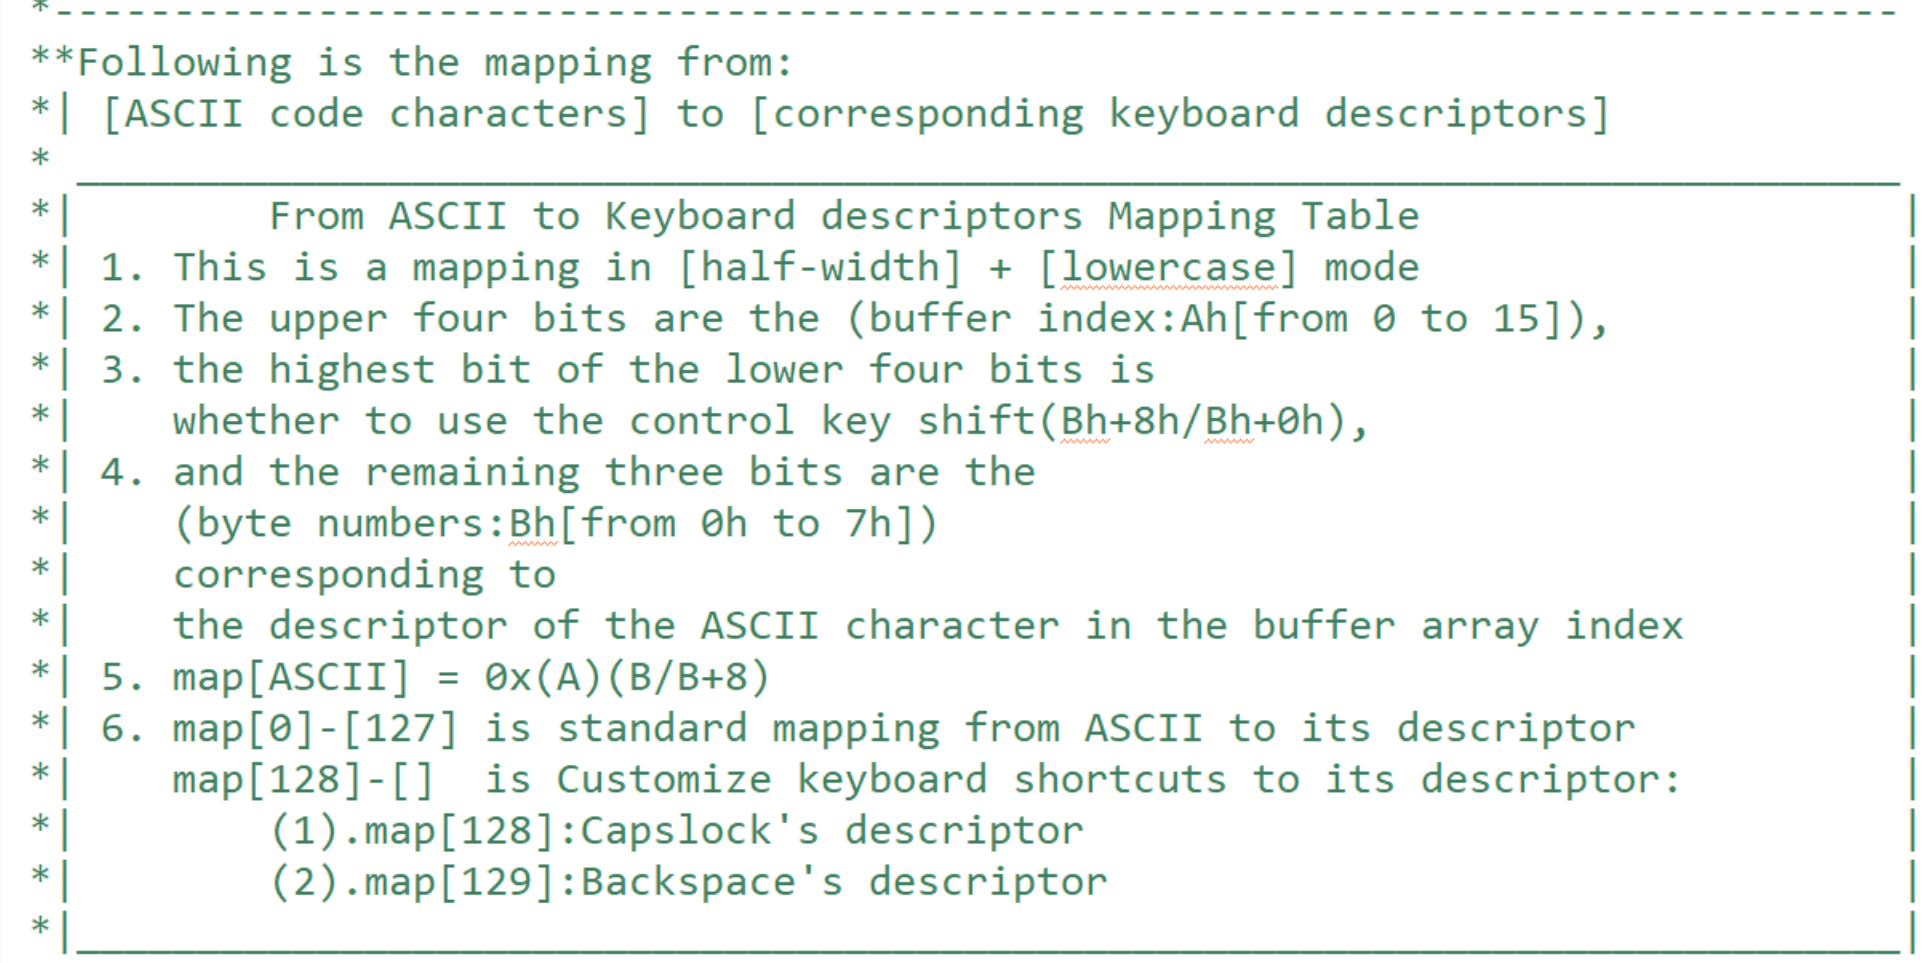 *-----------------------------------------------------------------------------
**Following is the mapping from:
*| [ASCII code characters] to [corresponding keyboard descriptors]
* ____________________________________________________________________________
*|        From ASCII to Keyboard descriptors Mapping Table                    |
*| 1. This is a mapping in [half-width] + [lowercase] mode                    |
*| 2. The upper four bits are the (buffer index:Ah[from 0 to 15]),            |
*| 3. the highest bit of the lower four bits is                               |
*|    whether to use the control key shift(Bh+8h/Bh+0h),                      |
*| 4. and the remaining three bits are the                                    |
*|    (byte numbers:Bh[from 0h to 7h])                                        |
*|    corresponding to                                                        |
*|    the descriptor of the ASCII character in the buffer array index         |
*| 5. map[ASCII] = 0x(A)(B/B+8)                                               |
*| 6. map[0]-[127] is standard mapping from ASCII to its descriptor           |
*|    map[128]-[]  is Customize keyboard shortcuts to its descriptor:         |
*|        (1).map[128]:Capslock's descriptor                                  |
*|        (2).map[129]:Backspace's descriptor                                 |
*|____________________________________________________________________________|